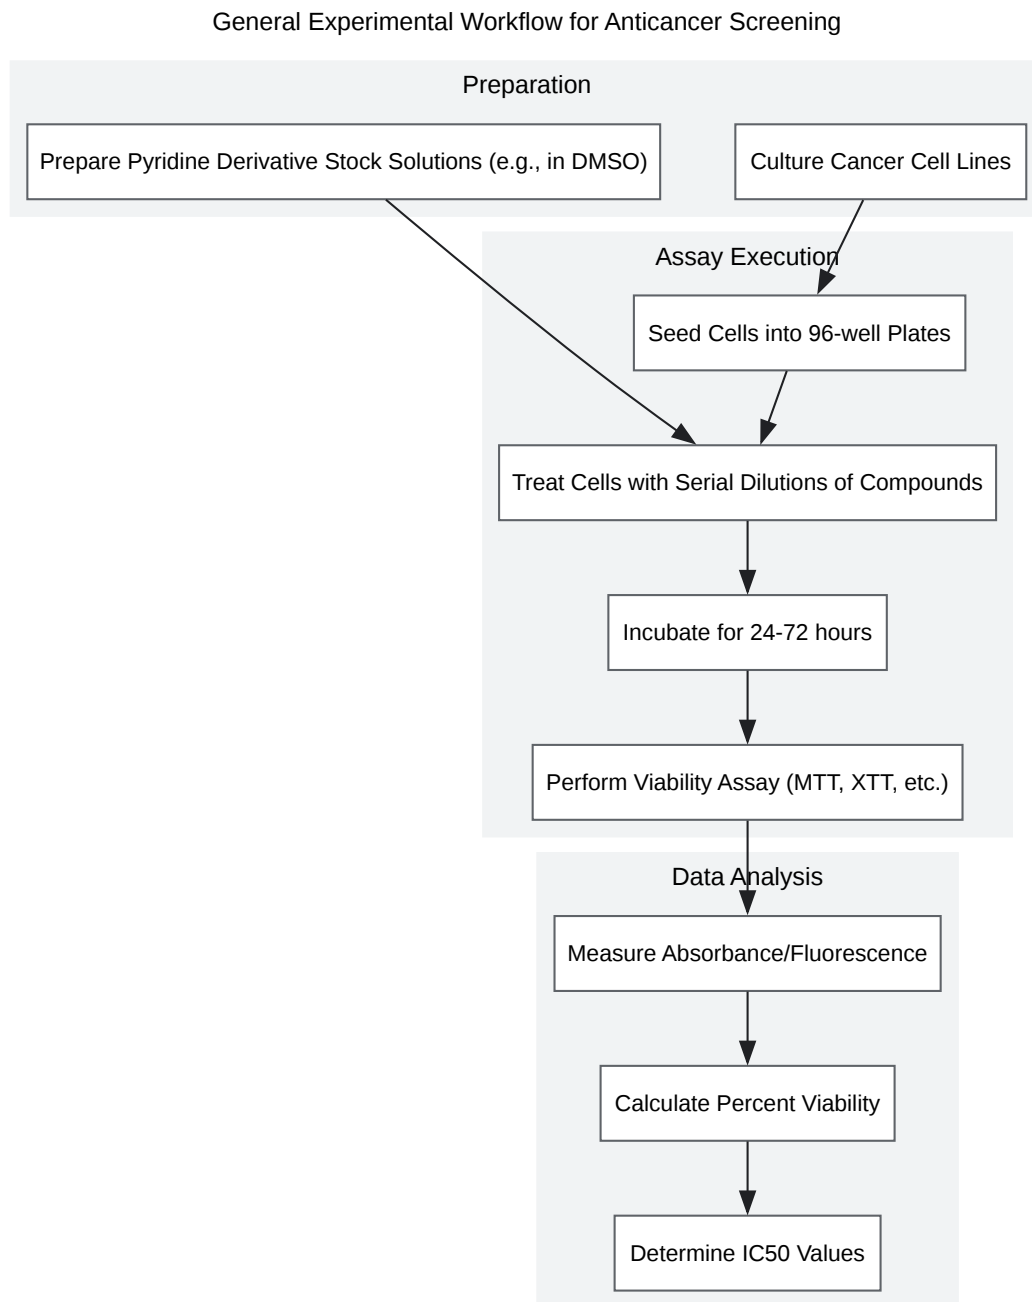 General Experimental Workflow for Anticancer Screening
Preparation
Prepare Pyridine Derivative Stock Solutions (e.g., in DMSO)
Culture Cancer Cell Lines
Assay Execution
Seed Cells into 96-well Plates
Treat Cells with Serial Dilutions of Compounds
Incubate for 24-72 hours
Perform Viability Assay (MTT, XTT, etc.)
Data Analysis
Measure Absorbance/Fluorescence
Calculate Percent Viability
Determine IC50 Values